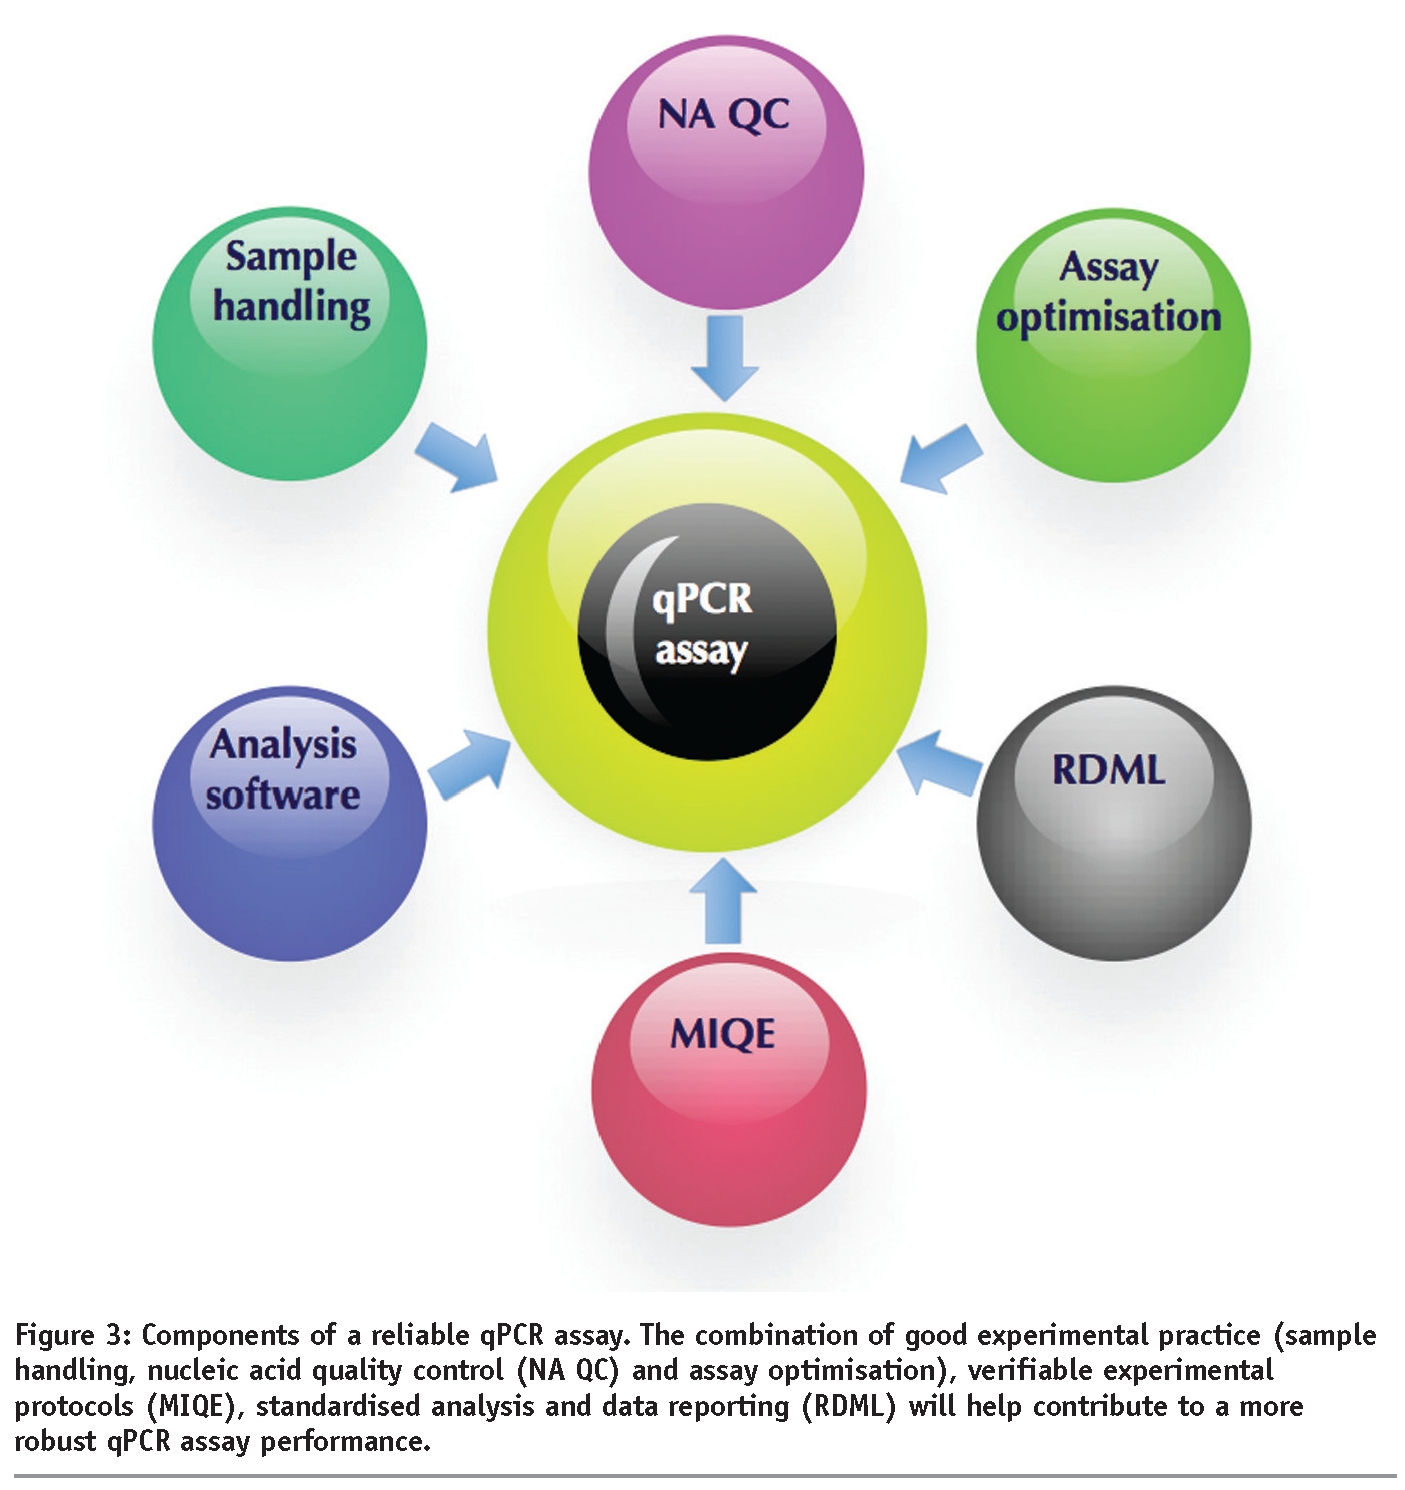 NA QC
Sample
handling
Assay
optimisation
qPCR
assay
Analysis
software
RDML
MIQE
Figure 3: Components of a reliable qPCR assay. The combination of good experimental practice (sample
handling, nucleic acid quality control (NA QC) and assay optimisation), verifiable experimental
protocols (MIQE), standardised analysis and data reporting (RDML) will help contribute to a more
robust qPCR assay performance.